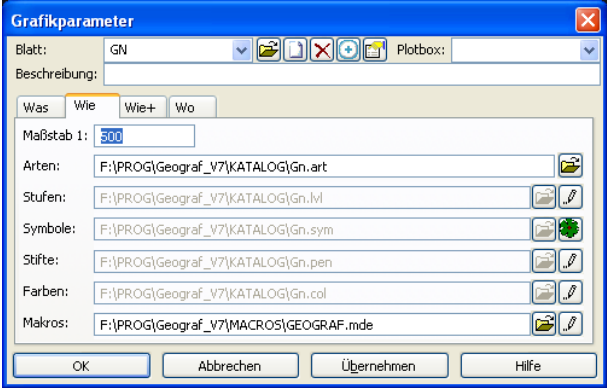 Grafikparameter
Blatt: GN Plotbox:
Beschreibung:
Was Wie Wie+ Wo
Maßstab 1: 500
Arten: F:\PROG\Geograf_V7\KATALOG\Gn.art
Stufen: F:\PROG\Geograf_V7\KATALOG\Gn.lvl
Symbole: F:\PROG\Geograf_V7\KATALOG\Gn.sym
Stifte: F:\PROG\Geograf_V7\KATALOG\Gn.pen
Farben: F:\PROG\Geograf_V7\KATALOG\Gn.col
Makros: F:\PROG\Geograf_V7\MACROS\GEOGRAF.mde
OK Abbrechen Übernehmen Hilfe